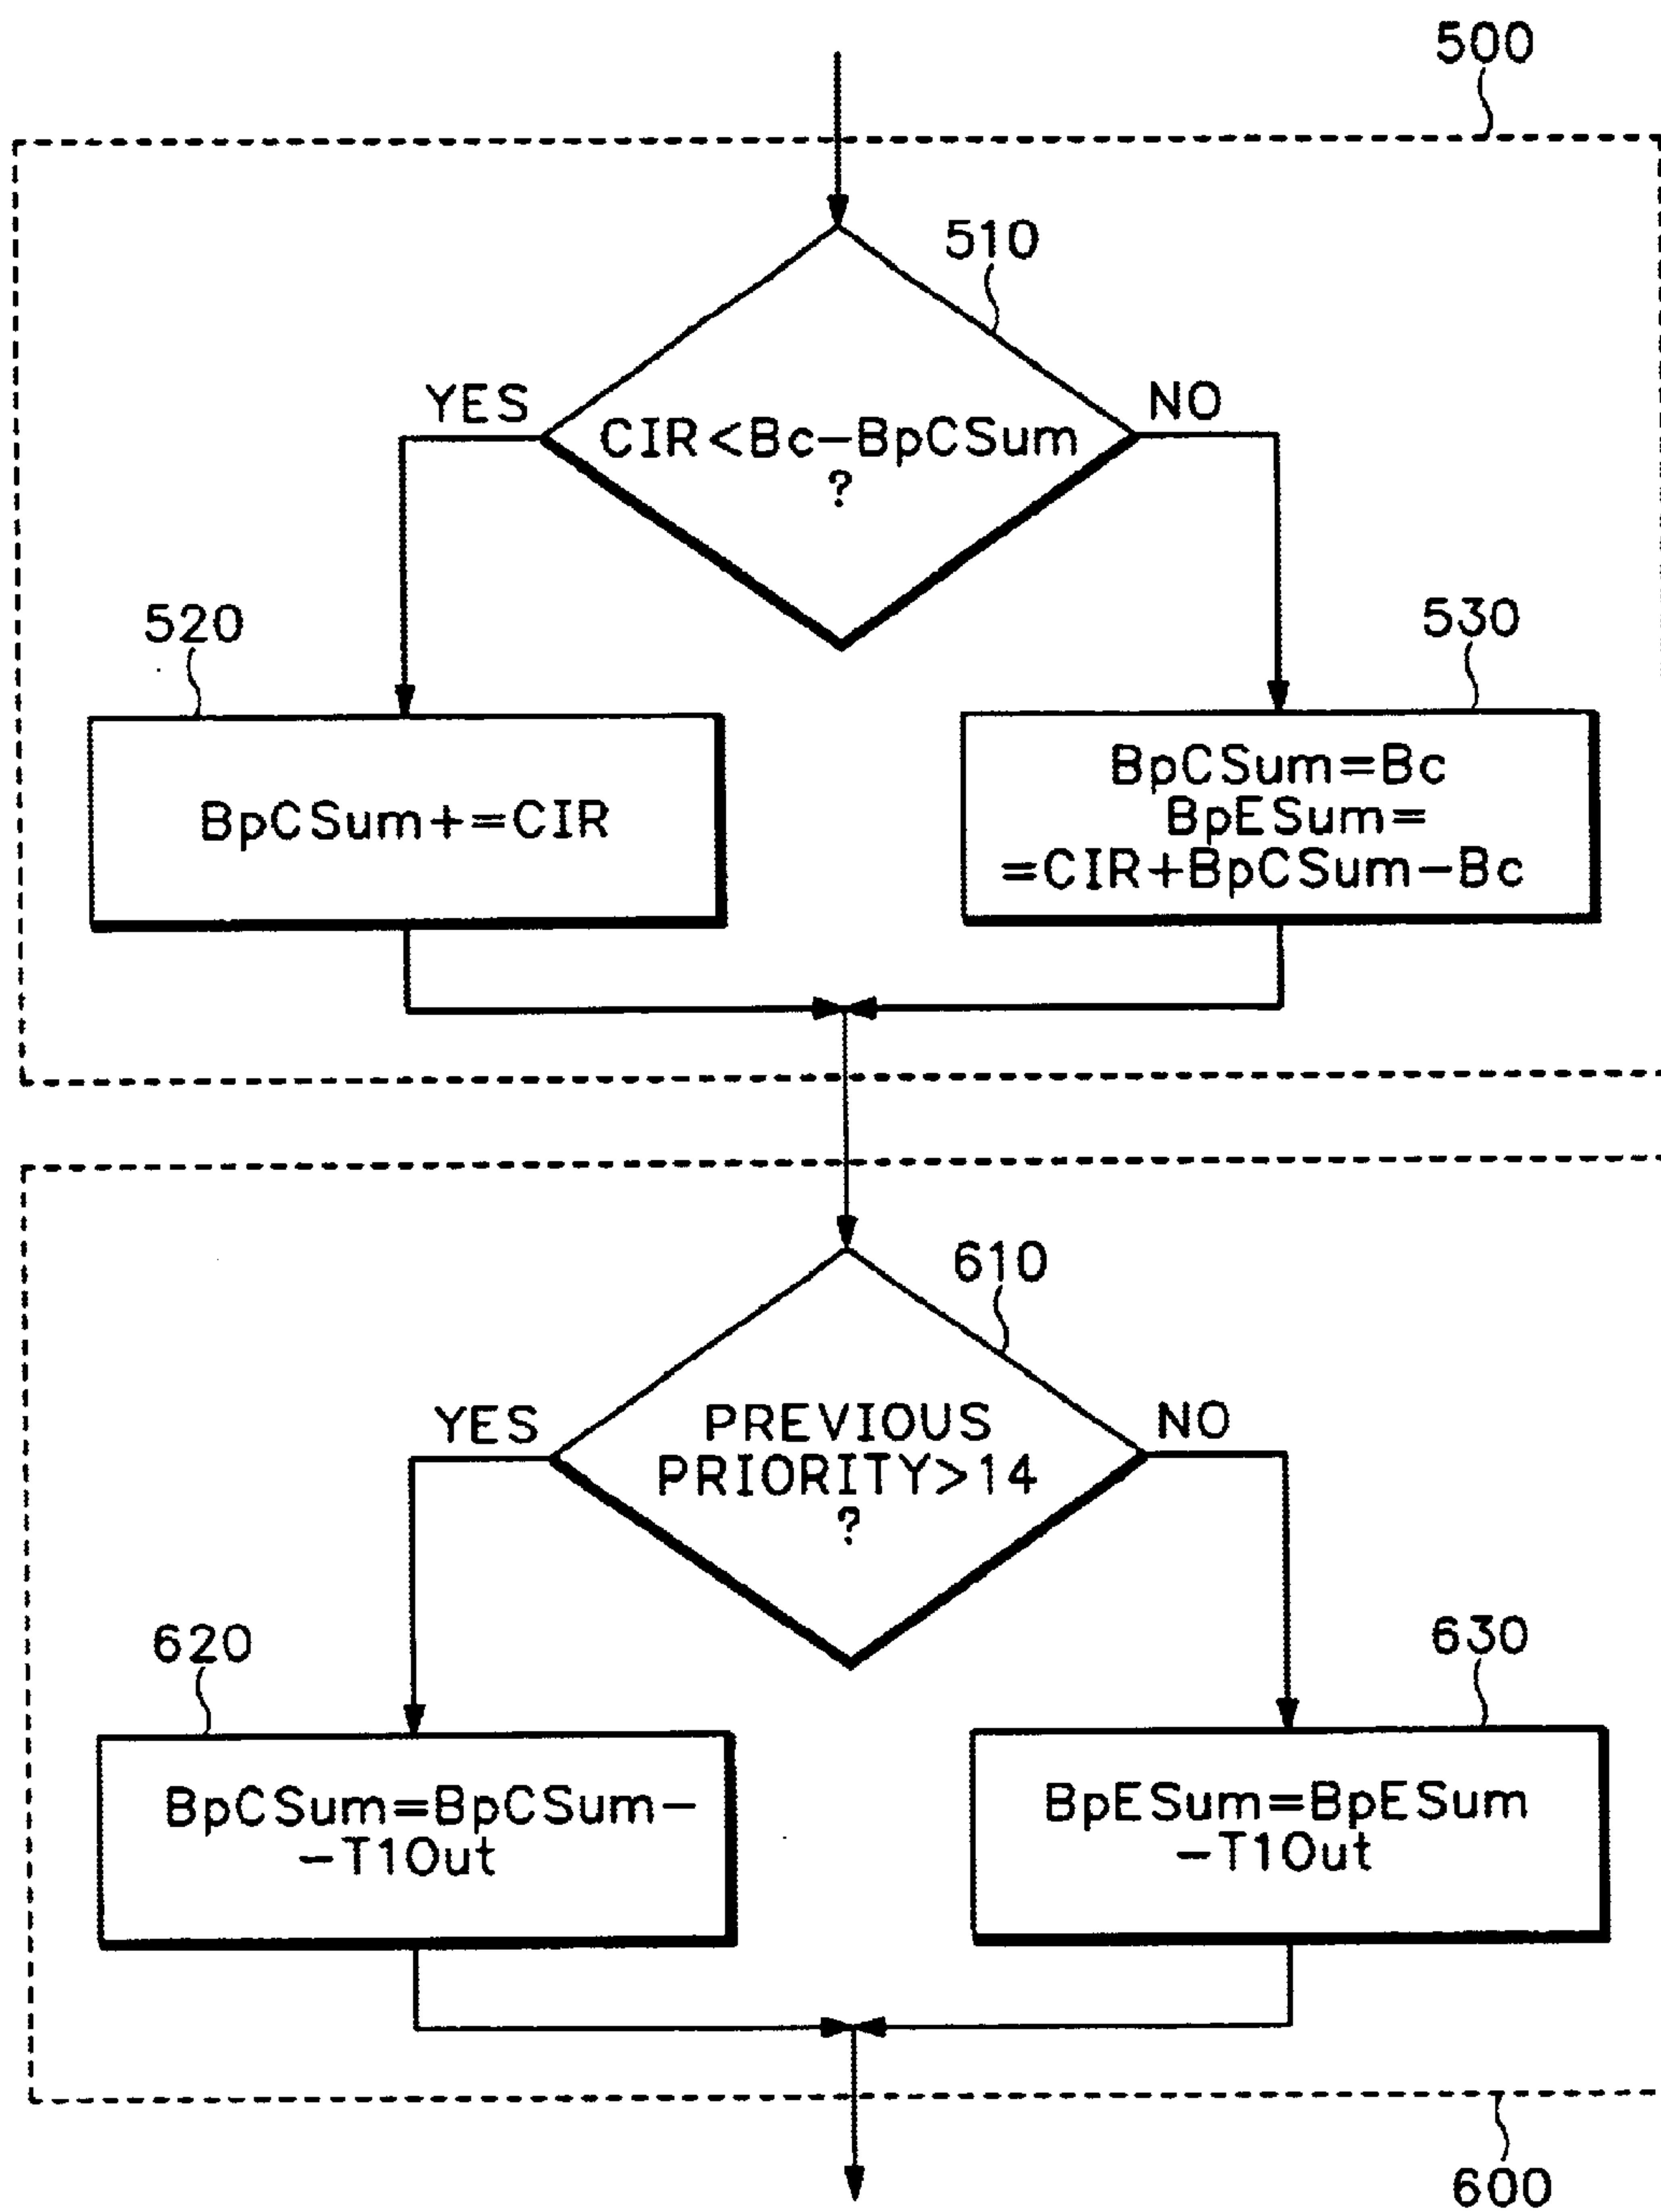 500
510
YES
NO
CIR<Bc-BpCSum
?
520
530
BpCSum+=CIR
BpCSum=Bc
BpESum=
=CIR+BpCSum-Bc
610
YES
NO
PREVIOUS
PRIORITY>14
?
620
630
BpCSum=BpCSum-
-T1Out
BpESum=BpESum
-T1Out
600